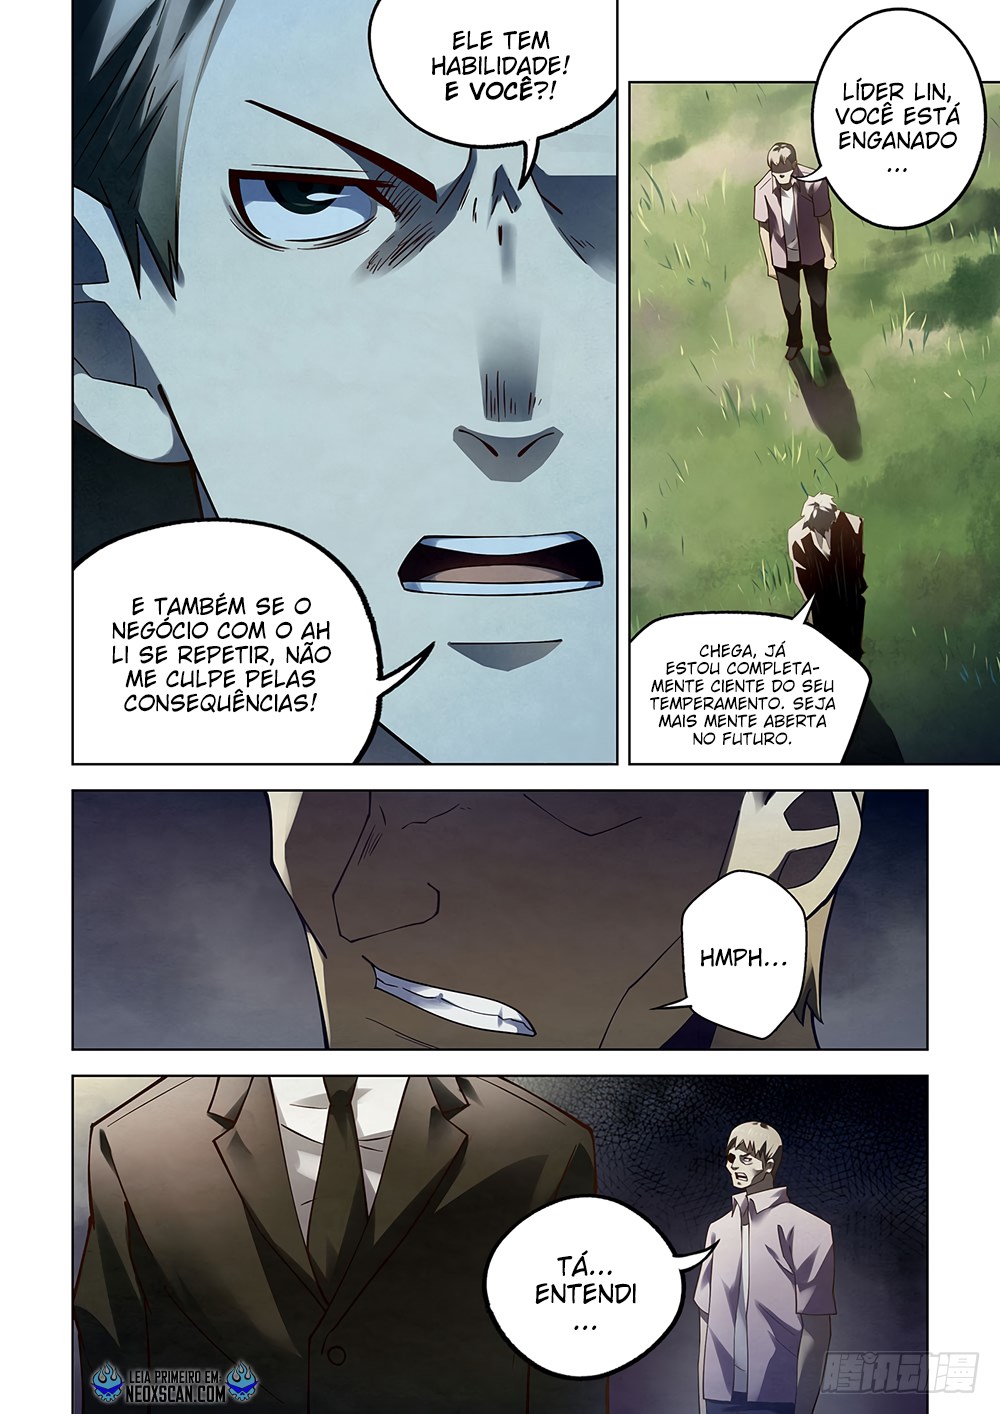 ELE TEM
HABILIDADE!
E VOCÊ?!
E TAMBÉM SE O
NEGÓCIO COM O AH
LI SE REPETIR, NÃO
ME CULPE PELAS
CONSEQUÊNCIAS!
LÍDER LIN,
VOCÊ ESTÁ
ENGANADO
...
CHEGA, JÁ
ESTOU COMPLETA-
MENTE CIENTE DO SEU
TEMPERAMENTO. SEJA
MAIS MENTE ABERTA
NO FUTURO.
HMPH...
TÁ...
ENTENDI
...
LEIA PRIMEIRO EM-
NEOXSCAN.COM
腾讯动漫